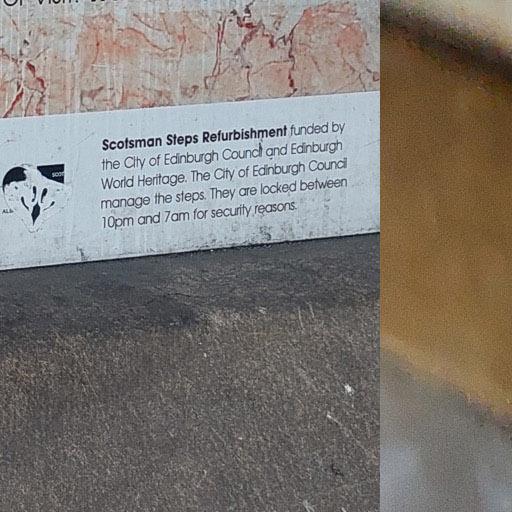 Scotsman Steps Refurbishment funded by
the City of Edinburgh Council and Edinburgh
World Heritage. The City of Edinburgh Council
manage the steps. They are locked between
10pm and 7am for security reasons.